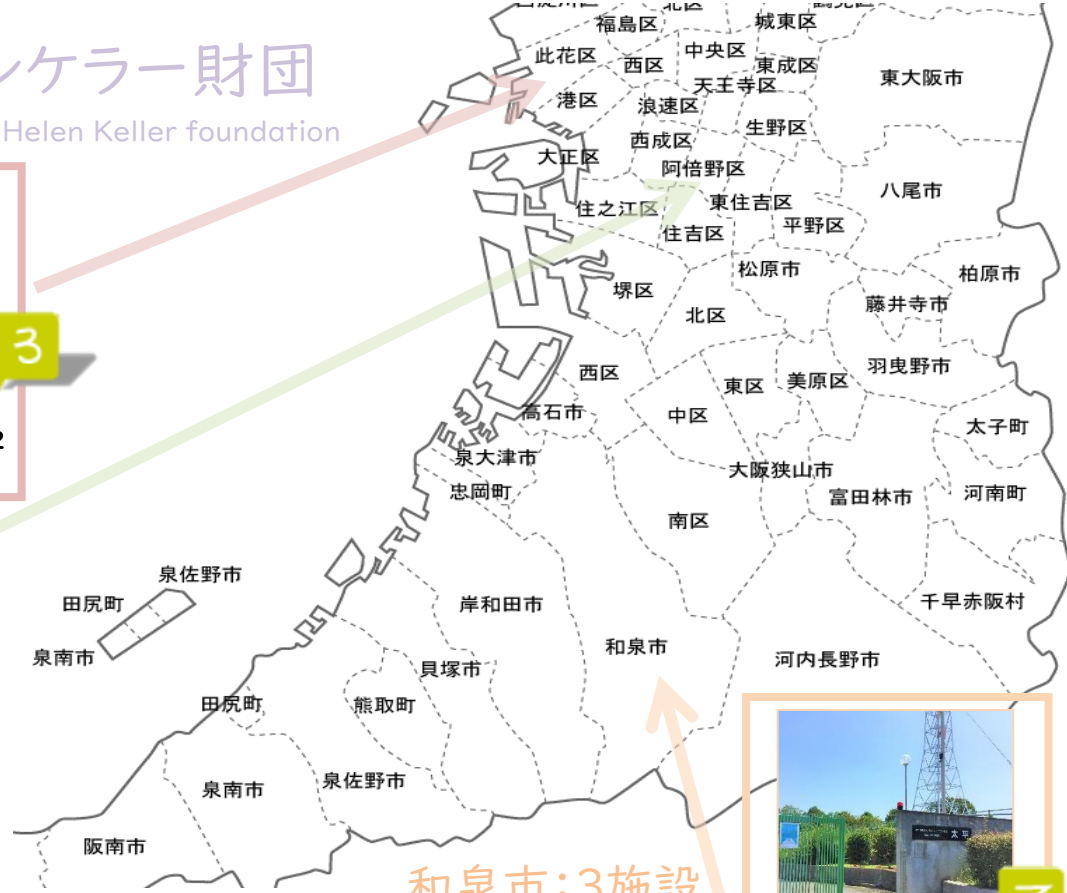 北区
福島区
城東区
此花区
中央区
西区
東成区
東大阪市
天王寺区
ンケラー財団
港区
浪速区
生野区
Helen Keller foundation
西成区
大正区
阿倍野区
八尾市
東住吉区
住之江区
平野区
住吉区
松原市
柏原市
堺区
藤井寺市
北区
3
羽曳野市
西区
美原区
東区
高石市
中区
太子町
2
泉大津市
大阪狭山市
忠岡町
富田林市
河南町
南区
泉佐野市
田尻町
岸和田市
千早赤阪村
和泉市
泉南市
河内長野市
貝塚市
田尻町
熊取町
泉佐野市
泉南市
太平
阪南市
和泉市:3施設